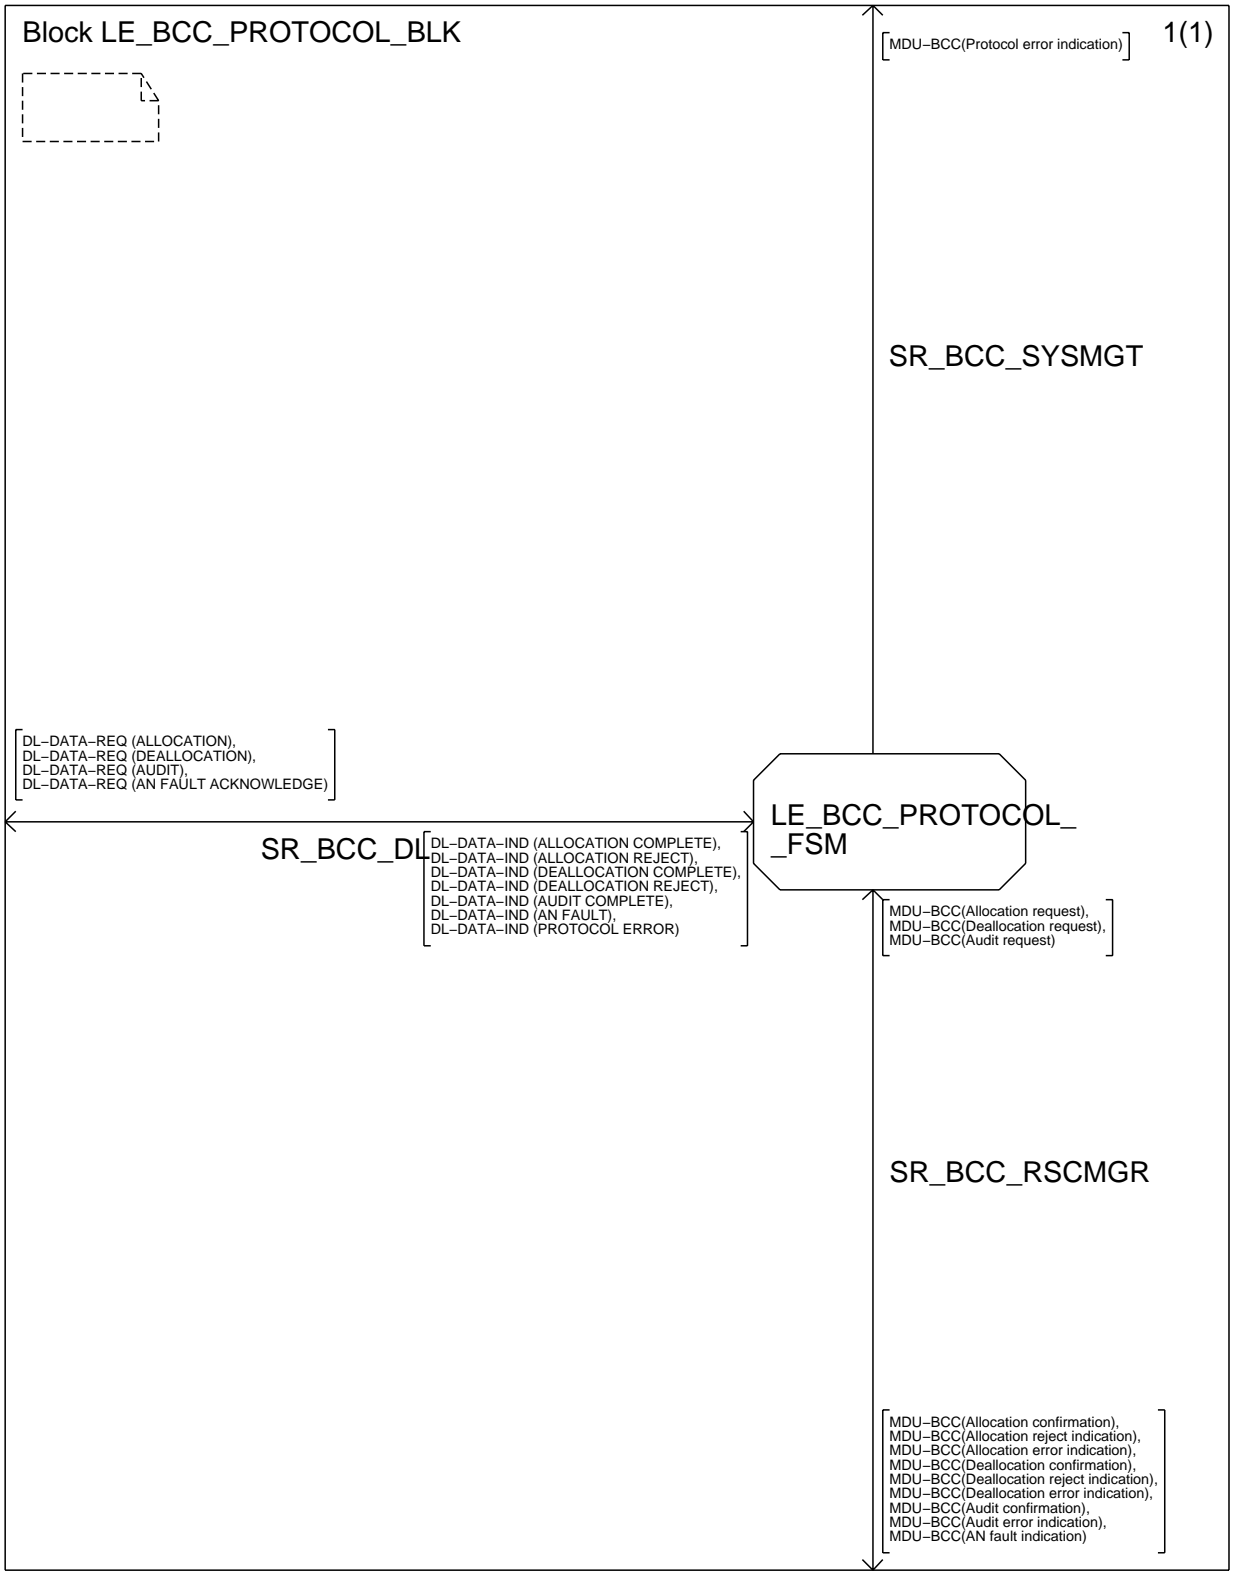 Block LE_BCC_PROTOCOL_BLK
1(1)
MDU−BCC(Protocol error indication)
SR_BCC_SYSMGT
DL−DATA−REQ (ALLOCATION),
DL−DATA−REQ (DEALLOCATION),
DL−DATA−REQ (AUDIT),
DL−DATA−REQ (AN FAULT ACKNOWLEDGE)
LE_BCC_PROTOCOL_
_FSM
SR_BCC_DL
DL−DATA−IND (ALLOCATION COMPLETE),
DL−DATA−IND (ALLOCATION REJECT),
DL−DATA−IND (DEALLOCATION COMPLETE),
DL−DATA−IND (DEALLOCATION REJECT),
DL−DATA−IND (AUDIT COMPLETE),
DL−DATA−IND (AN FAULT),
DL−DATA−IND (PROTOCOL ERROR)
MDU−BCC(Allocation request),
MDU−BCC(Deallocation request),
MDU−BCC(Audit request)
SR_BCC_RSCMGR
MDU−BCC(Allocation confirmation),
MDU−BCC(Allocation reject indication),
MDU−BCC(Allocation error indication),
MDU−BCC(Deallocation confirmation),
MDU−BCC(Deallocation reject indication),
MDU−BCC(Deallocation error indication),
MDU−BCC(Audit confirmation),
MDU−BCC(Audit error indication),
MDU−BCC(AN fault indication)